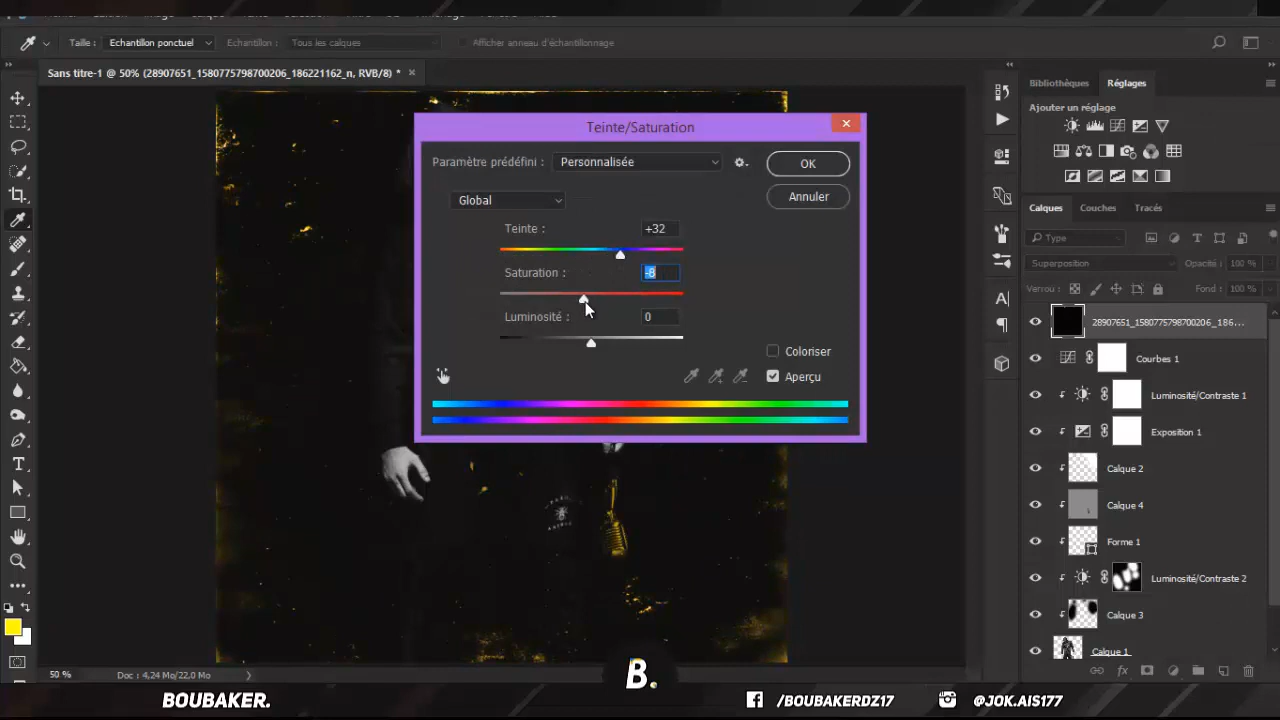 Taille :
Echantillon ponctuel
Echantillon :
Tous les calques
Afficher anneau d'échantillonnage
Sans titre-1 @ 50% (28907651_1580775798700206_186221162_n, RVB/8) *
Teinte/Saturation
Paramètre prédéfini :
Personnalisée
OK
Annuler
Global
Teinte :
+32
Saturation :
-8
Luminosité :
0
Coloriser
Aperçu
Bibliothèques
Réglages
Ajouter un réglage
Calques
Couches
Tracés
Type
Superposition
Opacité :
100 %
Verrou :
Fond :
100 %
28907651_1580775798700206_186...
Courbes 1
Luminosité/Contraste 1
Exposition 1
Calque 2
Calque 4
Forme 1
Luminosité/Contraste 2
Calque 3
Calque 1
50 %
Doc : 4,24 Mo/22,0 Mo
B.
BOUBAKER.
/BOUBAKERDZ17
@JOK.AIS177